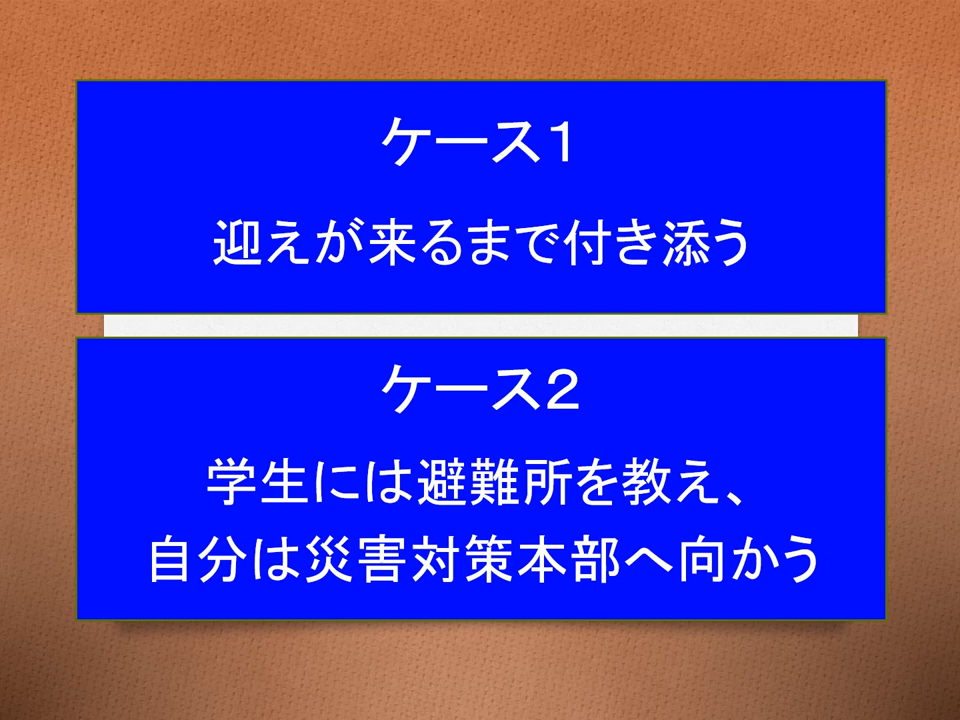 ケース１
迎えが来るまで付き添う
ケース２
学生には避難所を教え、
自分は災害対策本部へ向かう